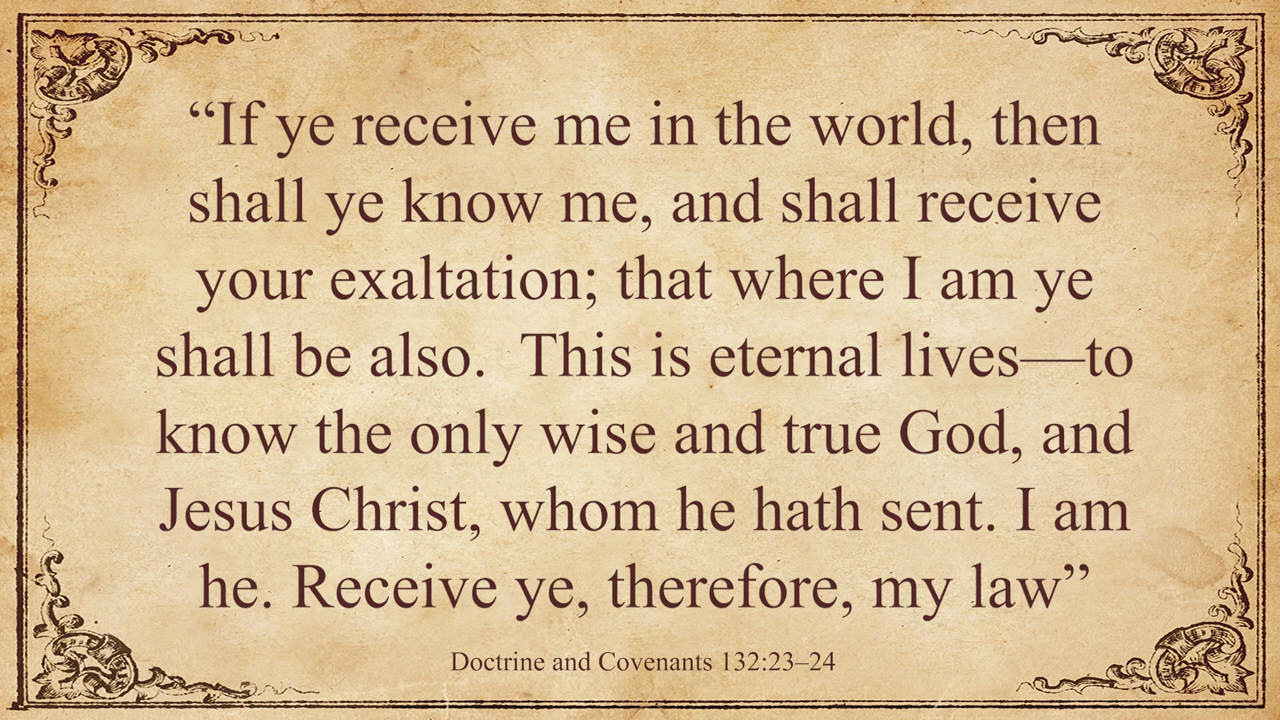 “If ye receive me in the world, then
shall ye know me, and shall receive
your exaltation; that where I am ye
shall be also.  This is eternal lives—to
know the only wise and true God, and
Jesus Christ, whom he hath sent. I am
he. Receive ye, therefore, my law”
Doctrine and Covenants 132:23–24